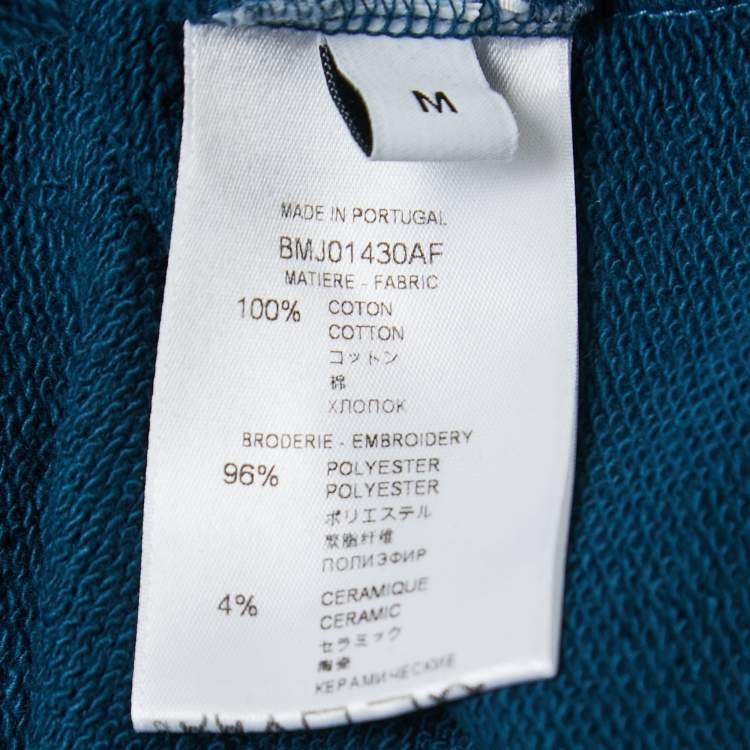 M
MADE IN PORTUGAL
BMJ01430AF
MATIERE - FABRIC
100% COTON
COTTON
コットン
棉
ХЛОПОК
BRODERIE - EMBROIDERY
96% POLYESTER
POLYESTER
ポリエステル
聚脂纤维
ПОЛИЭФИР
4% CERAMIQUE
CERAMIC
セラミック
陶瓷
КЕРАМИЧЕСКИЕ